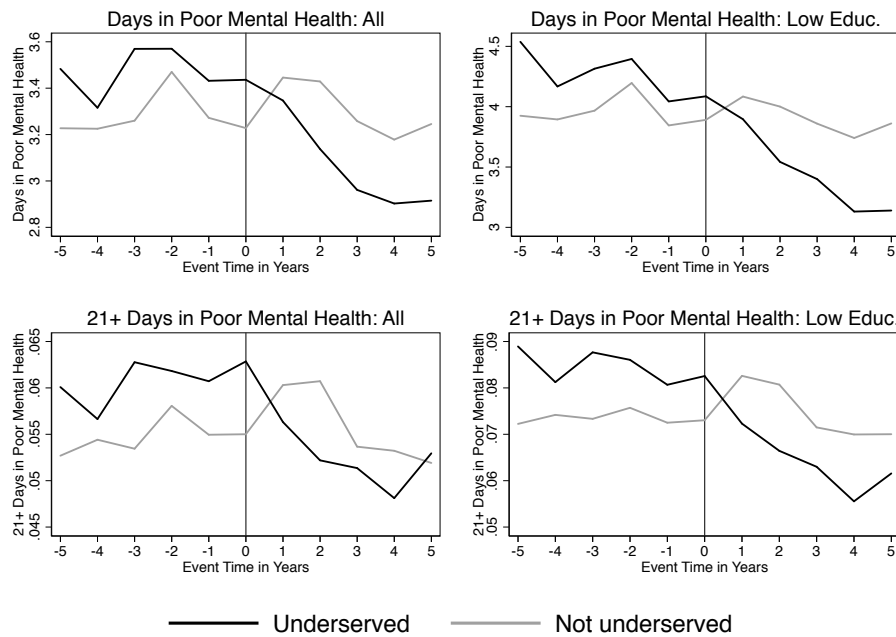 Days in Poor Mental Health: All
Days in Poor Mental Health
3.6
3.4
3.2
3
2.8
-5 -4 -3 -2 -1 0 1 2 3 4 5
Event Time in Years
Days in Poor Mental Health: Low Educ.
Days in Poor Mental Health
4.5
4
3.5
3
-5 -4 -3 -2 -1 0 1 2 3 4 5
Event Time in Years
21+ Days in Poor Mental Health: All
21+ Days in Poor Mental Health
.065
.06
.055
.05
.045
-5 -4 -3 -2 -1 0 1 2 3 4 5
Event Time in Years
21+ Days in Poor Mental Health: Low Educ.
21+ Days in Poor Mental Health
.09
.08
.07
.06
.05
-5 -4 -3 -2 -1 0 1 2 3 4 5
Event Time in Years
Underserved Not underserved